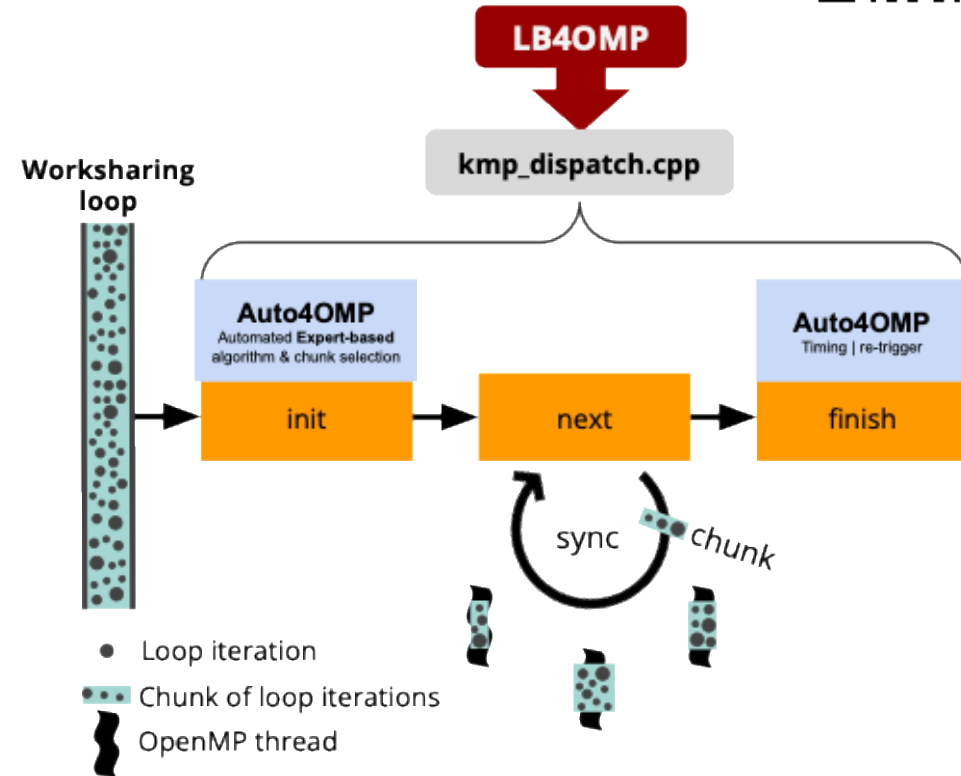 LB4OMP
kmp_dispatch.cpp
Worksharing
loop
Auto4OMP
Automated Expert-based
algorithm & chunk selection
Auto4OMP
Timing | re-trigger
init
next
finish
sync
chunk
Loop iteration
Chunk of loop iterations
OpenMP thread